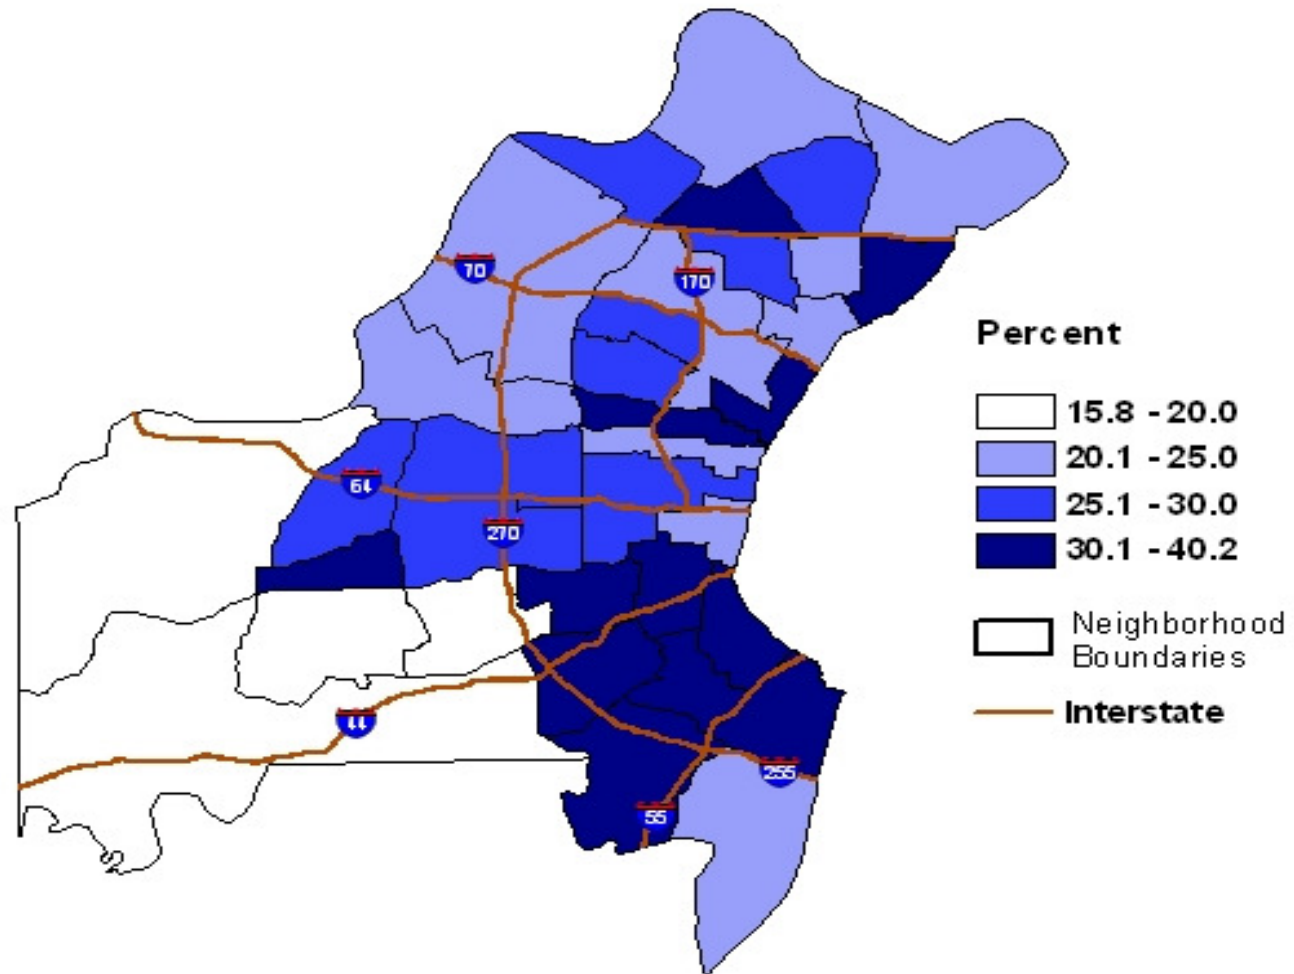 70
170
64
270
44
255
55
Percent
15.8 - 20.0
20.1 - 25.0
25.1 - 30.0
30.1 - 40.2
Neighborhood
Boundaries
Interstate